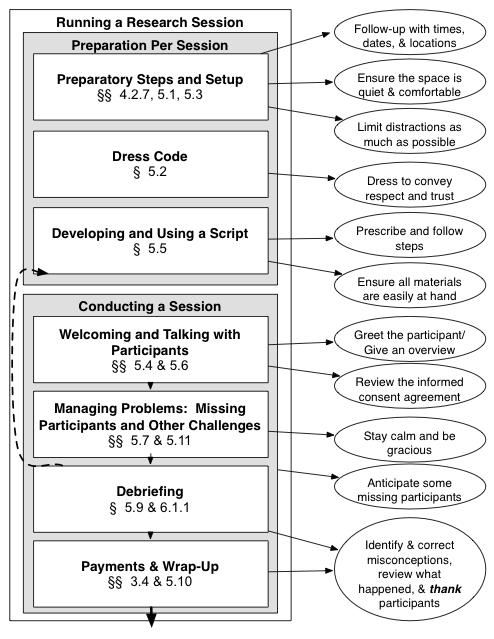 Running a Research Session
Preparation Per Session
Preparatory Steps and Setup
§§ 4.2.7, 5.1, 5.3
Dress Code
§ 5.2
Developing and Using a Script
§ 5.5
Conducting a Session
Welcoming and Talking with
Participants
§§ 5.4 & 5.6
Managing Problems: Missing
Participants and Other Challenges
§§ 5.7 & 5.11
Debriefing
§ 5.9 & 6.1.1
Payments & Wrap-Up
§§ 3.4 & 5.10
Follow-up with times,
dates, & locations
Ensure the space is
quiet & comfortable
Limit distractions as
much as possible
Dress to convey
respect and trust
Prescribe and follow
steps
Ensure all materials
are easily at hand
Greet the participant/
Give an overview
Review the informed
consent agreement
Stay calm and be
gracious
Anticipate some
missing participants
Identify & correct
misconceptions,
review what
happened, & thank
participants